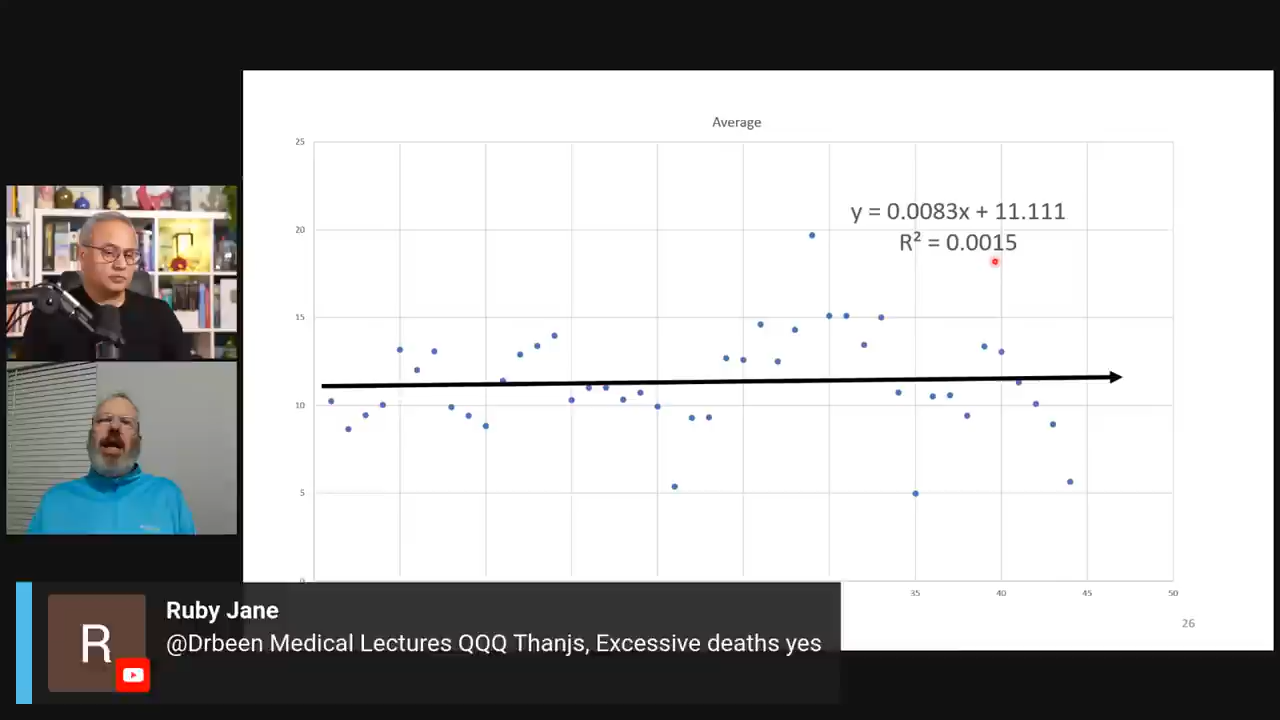 Average
25
20
15
10
5
0
y = 0.0083x + 11.111
R² = 0.0015
35
40
45
50
26
R
Ruby Jane
@Drbeen Medical Lectures QQQ Thanjs, Excessive deaths yes